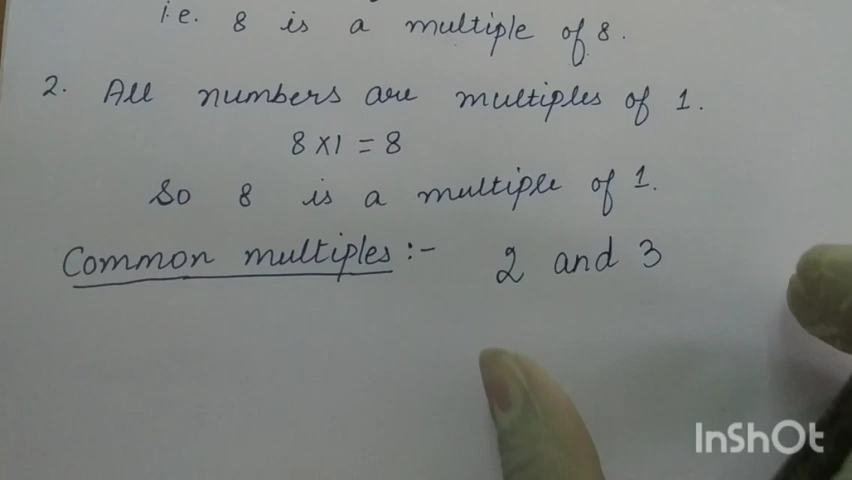 i.e. 8 is a multiple of 8.
2. All numbers are multiples of 1.
8 x 1 = 8
So 8 is a multiple of 1.
Common multiples :- 2 and 3
InShOt